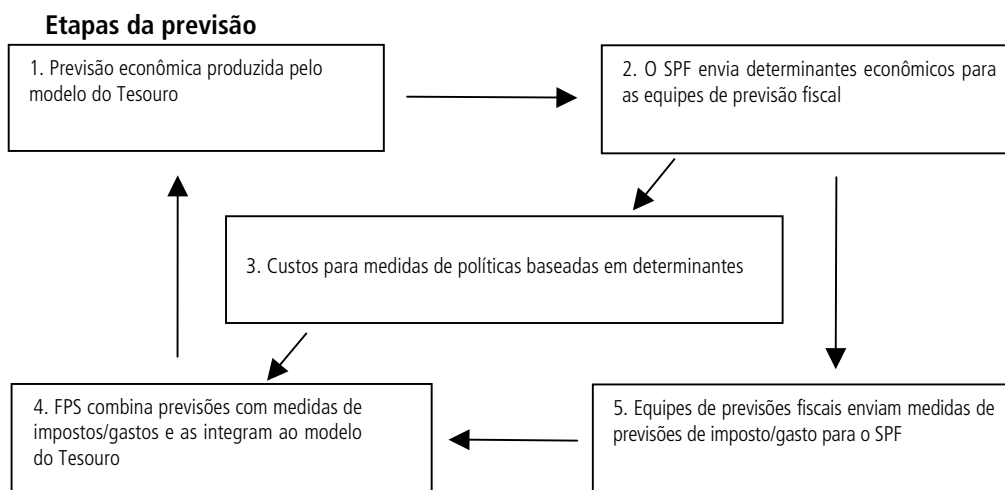 Etapas da previsão
1. Previsão econômica produzida pelo
modelo do Tesouro
2. O SPF envia determinantes econômicos para
as equipes de previsão fiscal
3. Custos para medidas de políticas baseadas em determinantes
4. FPS combina previsões com medidas de
impostos/gastos e as integram ao modelo
do Tesouro
5. Equipes de previsões fiscais enviam medidas de
previsões de imposto/gasto para o SPF